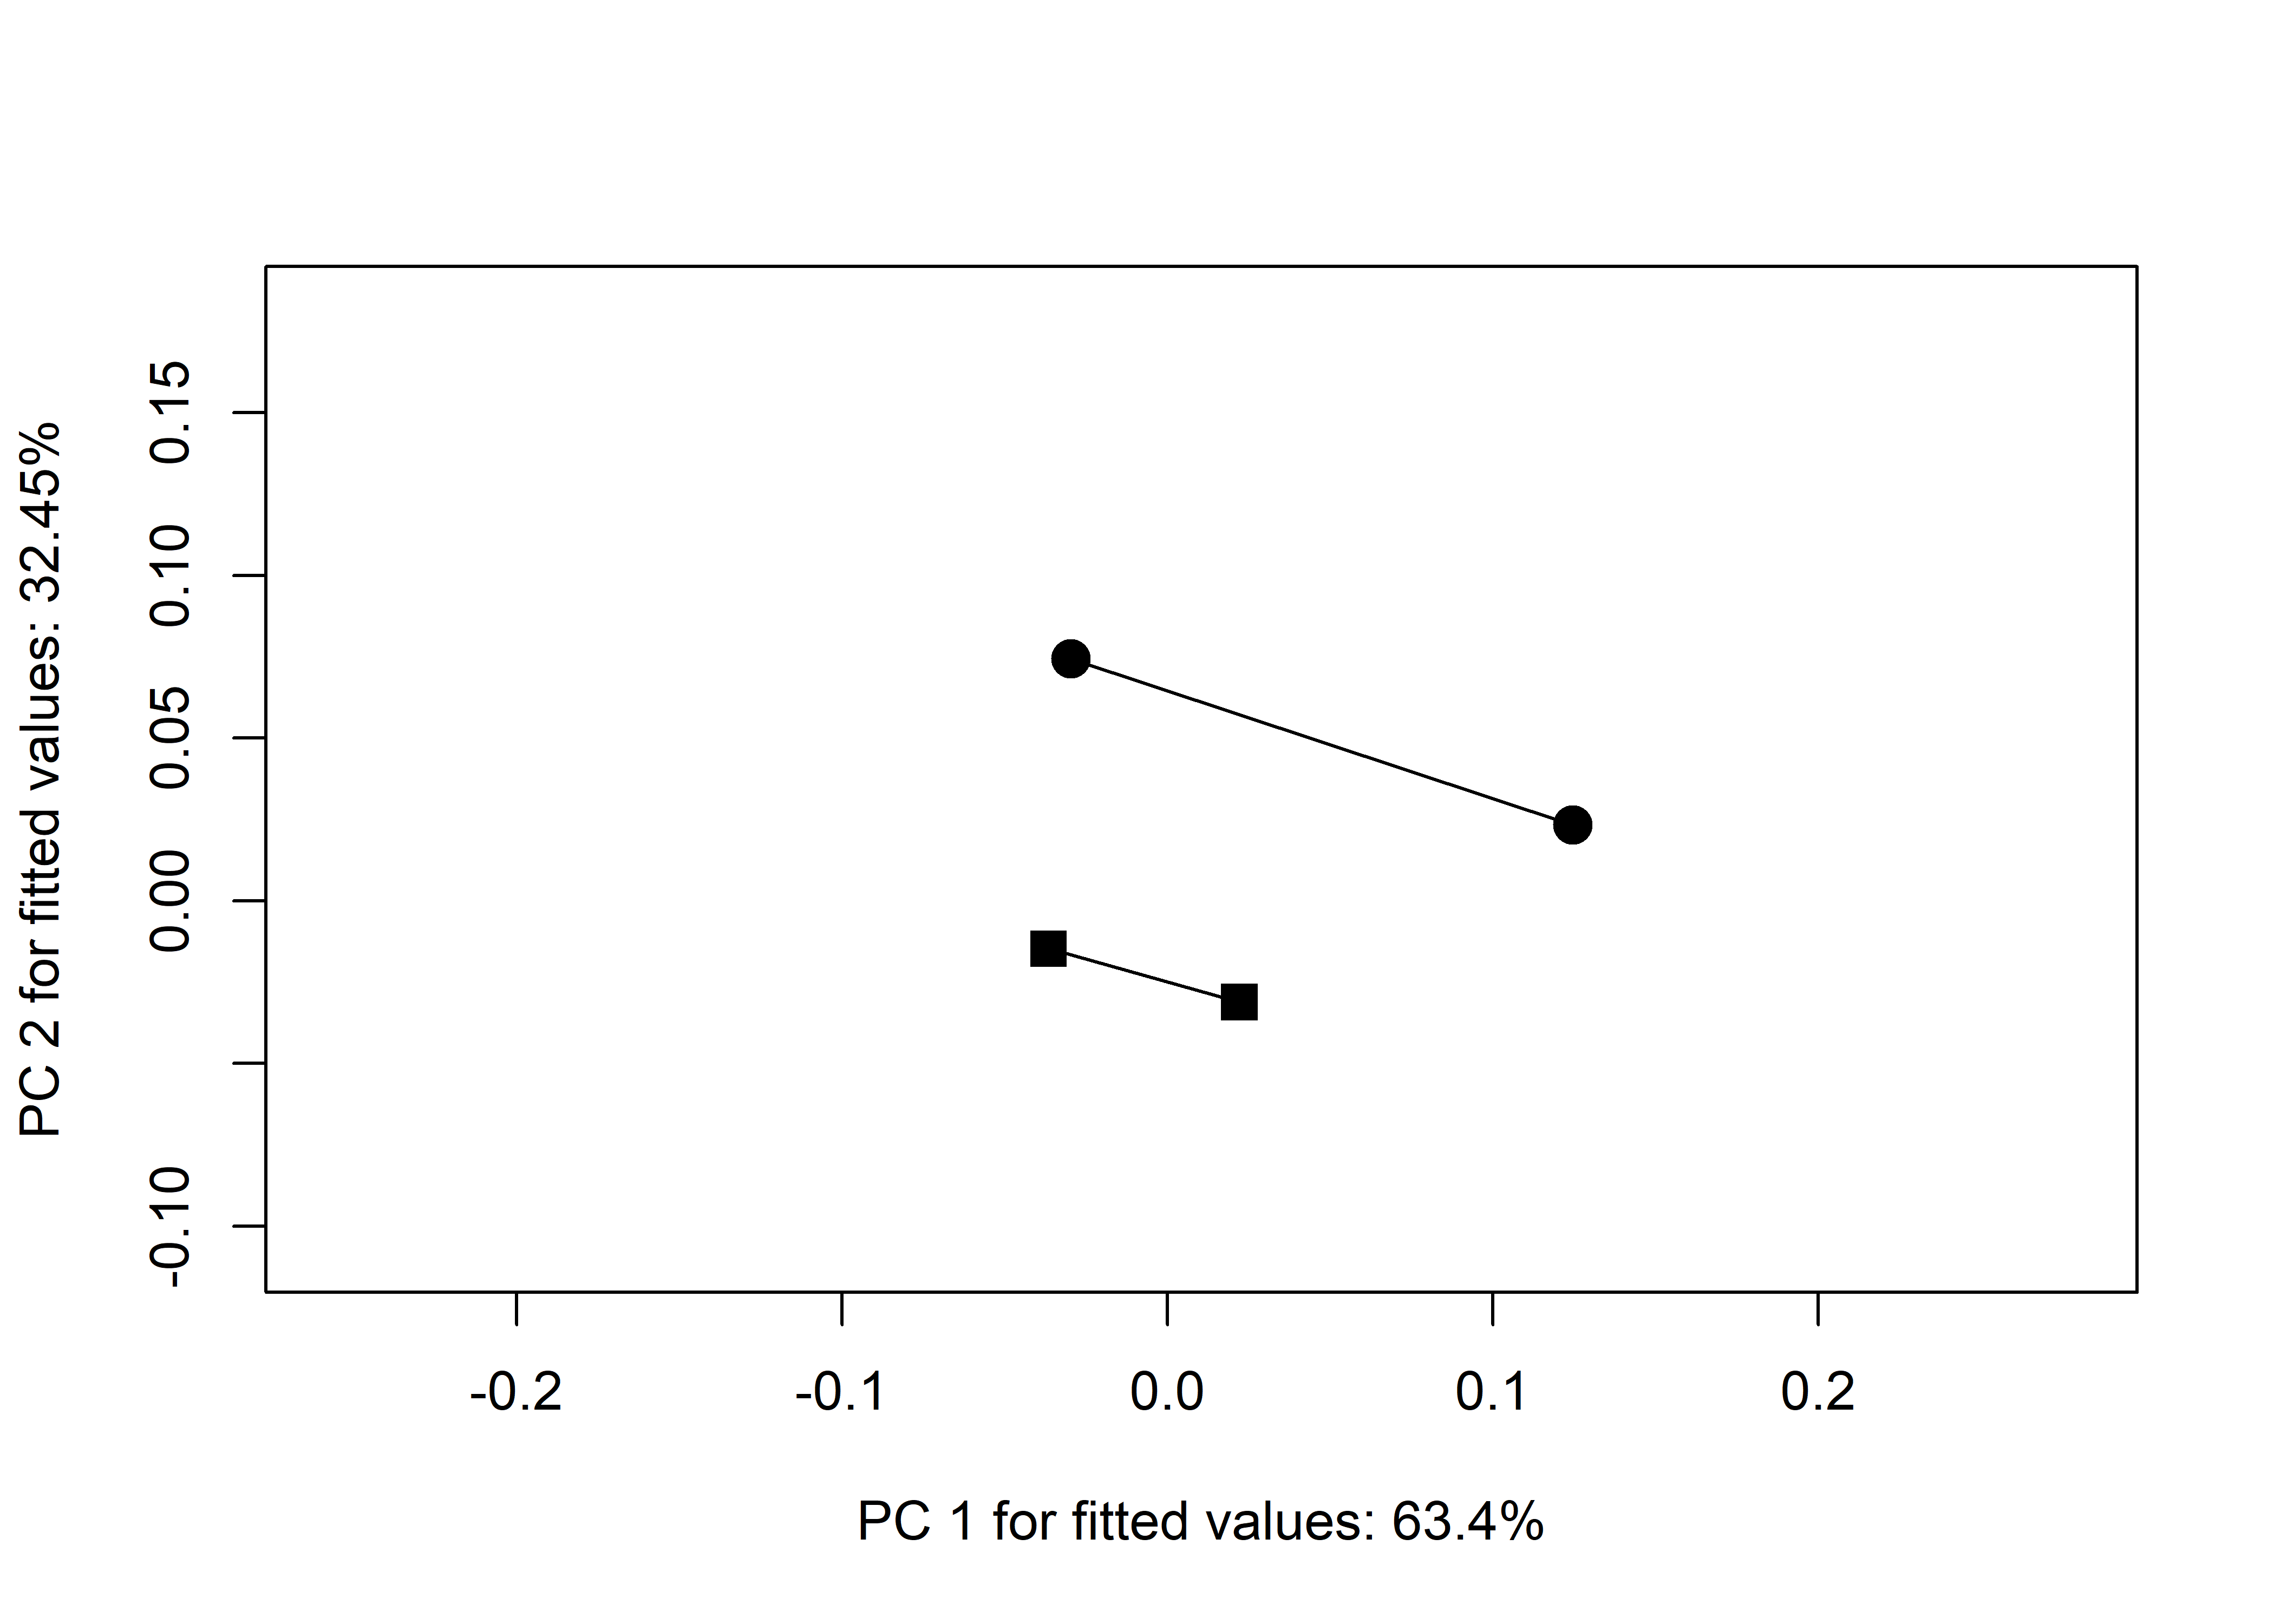 PC 2 for fitted values: 32.45%
0.15
0.10
0.05
0.00
-0.10
-0.2 -0.1 0.0 0.1 0.2
PC 1 for fitted values: 63.4%